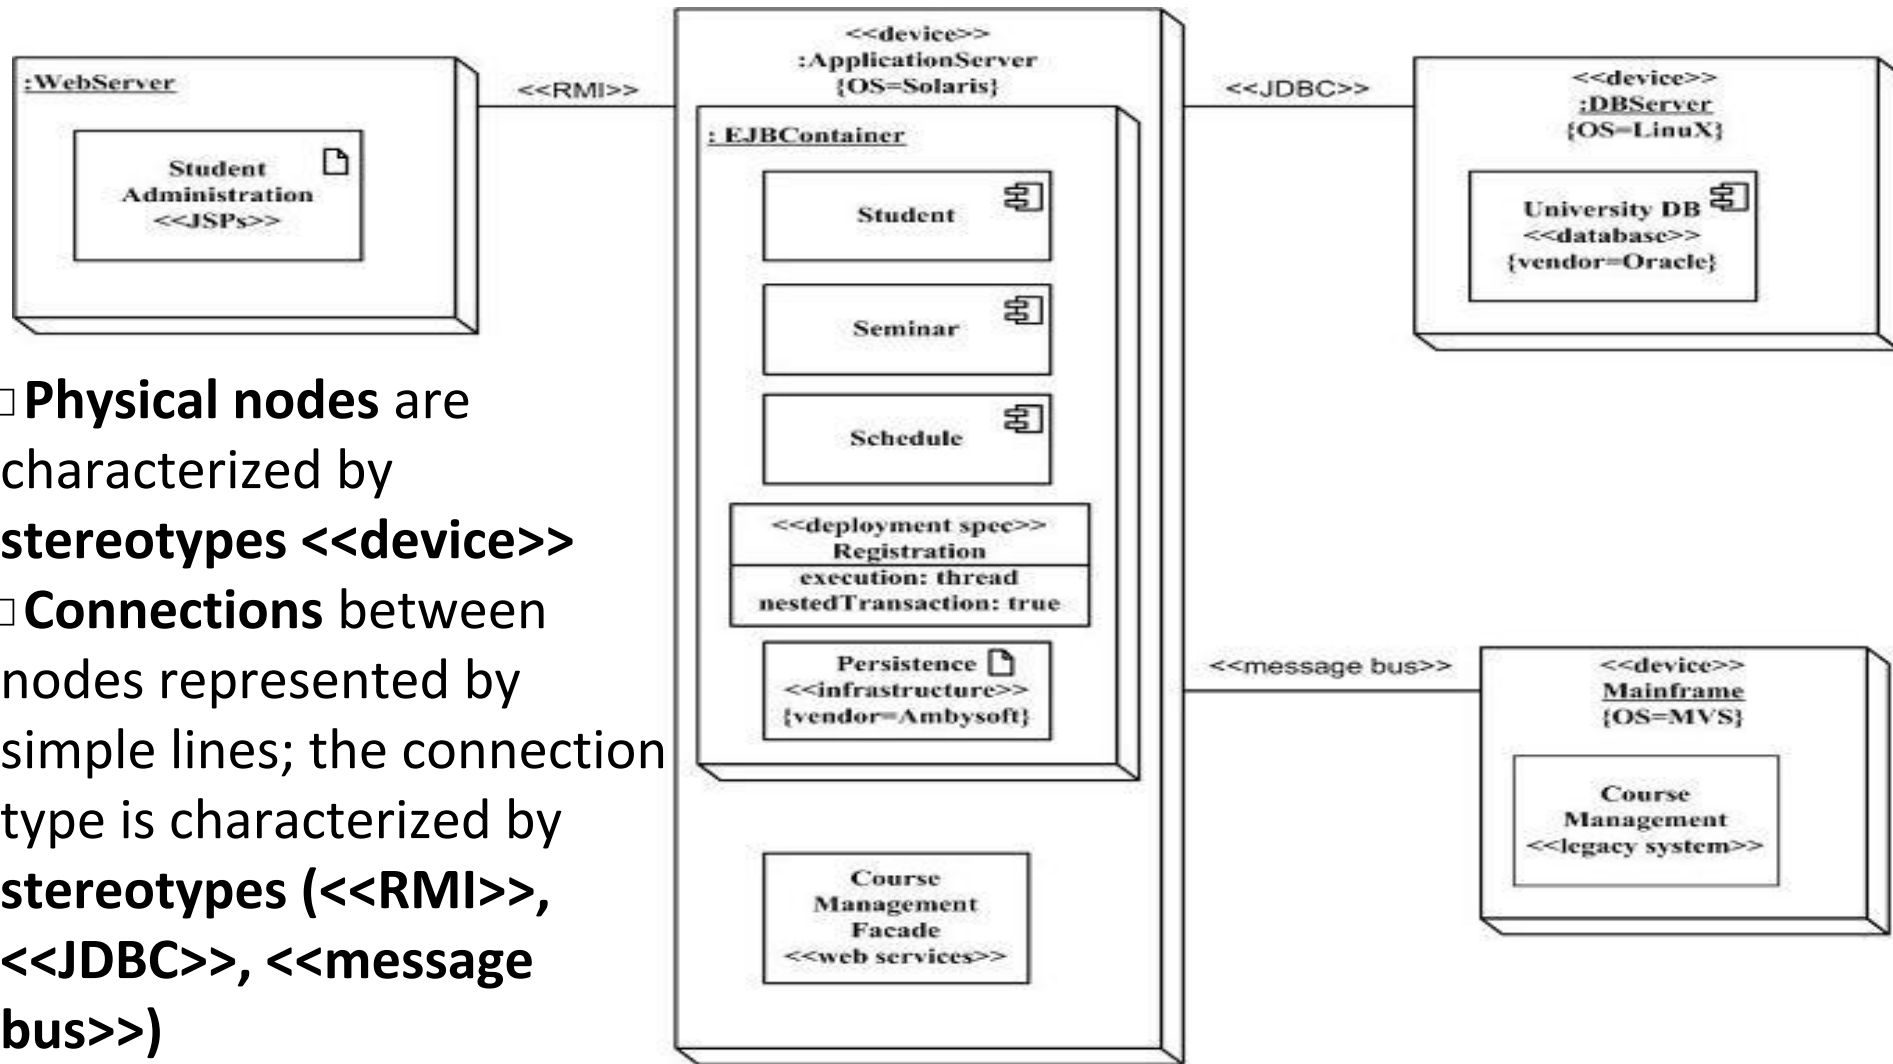 :WebServer
Student
Administration
<<JSPs>>
<<RMI>>
<<device>>
:ApplicationServer
{OS=Solaris}
: EJBContainer
Student
Seminar
Schedule
<<deployment spec>>
Registration
execution: thread
nestedTransaction: true
Persistence
<<infrastructure>>
{vendor=Ambysoft}
Course
Management
Facade
<<web services>>
<<JDBC>>
<<device>>
:DBServer
{OS=LinuX}
University DB
<<database>>
{vendor=Oracle}
<<message bus>>
<<device>>
Mainframe
{OS=MVS}
Course
Management
<<legacy system>>
Physical nodes are
characterized by
stereotypes <<device>>
Connections between
nodes represented by
simple lines; the connection
type is characterized by
stereotypes (<<RMI>>,
<<JDBC>>, <<message
bus>>)